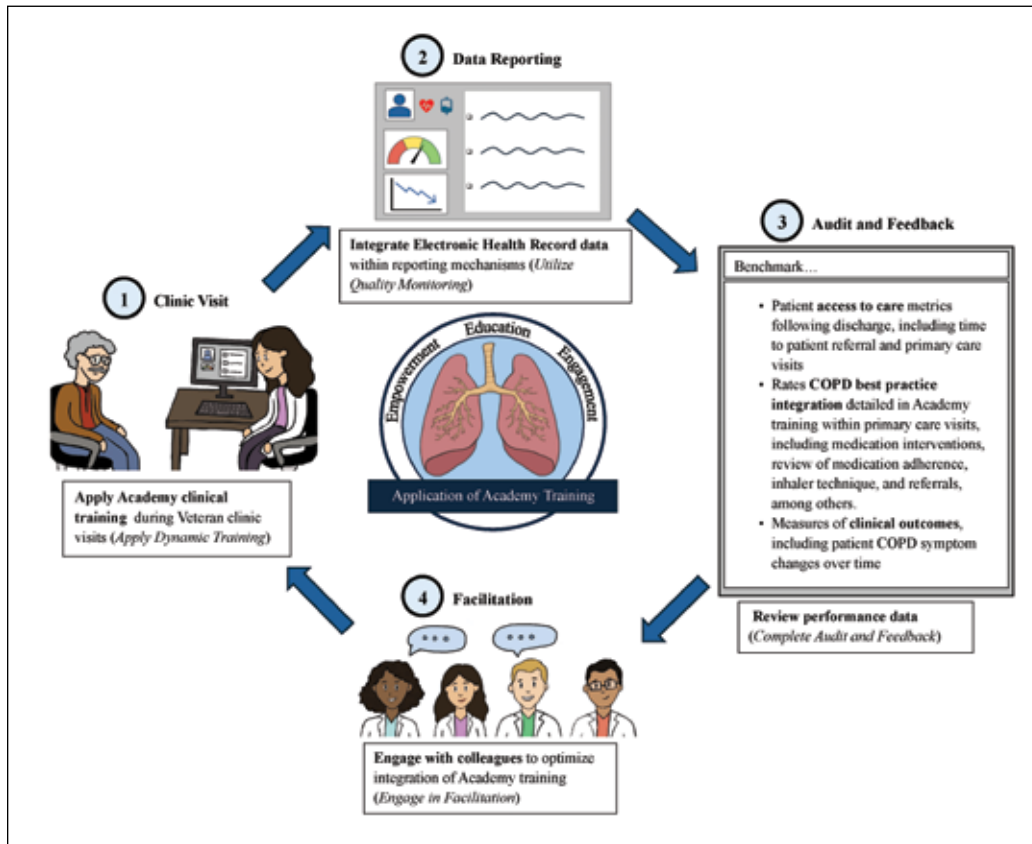 2
Data Reporting
Integrate Electronic Health Record data
within reporting mechanisms (Utilize
Quality Monitoring)
1
Clinic Visit
Apply Academy clinical
training during Veteran clinic
visits (Apply Dynamic Training)
Empowerment Education Engagement
Application of Academy Training
3
Audit and Feedback
Benchmark...
• Patient access to care metrics
following discharge, including time
to patient referral and primary care
visits
• Rates COPD best practice
integration detailed in Academy
training within primary care visits,
including medication interventions,
review of medication adherence,
inhaler technique, and referrals,
among others.
• Measures of clinical outcomes,
including patient COPD symptom
changes over time
Review performance data
(Complete Audit and Feedback)
4
Facilitation
Engage with colleagues to optimize
integration of Academy training
(Engage in Facilitation)